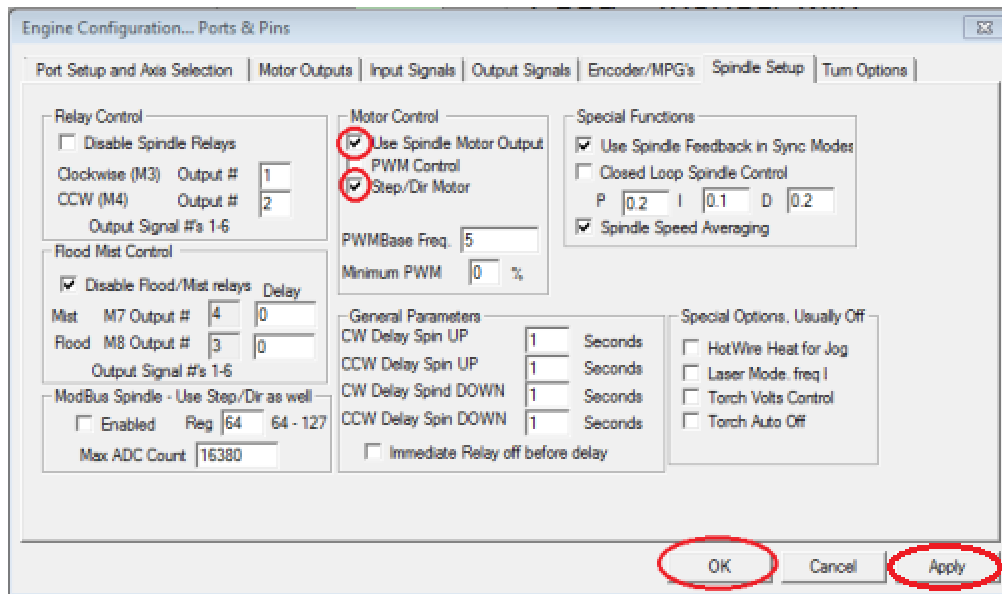 Engine Configuration... Ports & Pins
Port Setup and Axis Selection
Motor Outputs
Input Signals
Output Signals
Encoder/MPG's
Spindle Setup
Turn Options
Relay Control
Disable Spindle Relays
Clockwise (M3) Output # 1
CCW (M4) Output # 2
Output Signal #'s 1-6
Flood Mist Control
Disable Flood/Mist relays Delay
Mist M7 Output # 4 0
Flood M8 Output # 3 0
Output Signal #'s 1-6
ModBus Spindle - Use Step/Dir as well
Enabled Reg 64 64 - 127
Max ADC Count 16380
Motor Control
Use Spindle Motor Output
PWM Control
Step/Dir Motor
PWMBase Freq. 5
Minimum PWM 0 %
General Parameters
CW Delay Spin UP 1 Seconds
CCW Delay Spin UP 1 Seconds
CW Delay Spind DOWN 1 Seconds
CCW Delay Spin DOWN 1 Seconds
Immediate Relay off before delay
Special Functions
Use Spindle Feedback in Sync Modes
Closed Loop Spindle Control
P 0.2 I 0.1 D 0.2
Spindle Speed Averaging
Special Options, Usually Off
HotWire Heat for Jog
Laser Mode. freq I
Torch Volts Control
Torch Auto Off
OK
Cancel
Apply